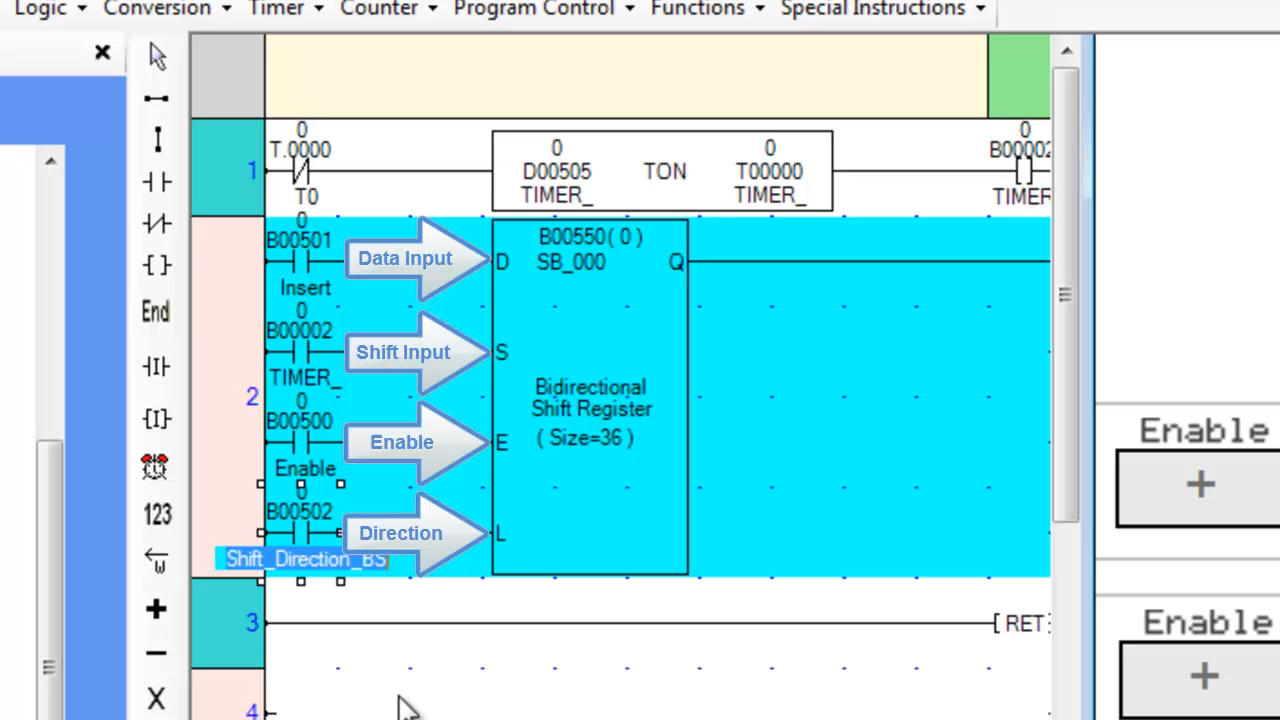 Logic Conversion Timer Counter Program Control Functions Special Instructions
0
T.0000
T0
1
0
D00505
TIMER_
TON
0
T00000
TIMER_
0
B00002
TIMER
0
B00501
Insert
Data Input
D
B00550( 0 )
SB_000
Q
0
B00002
TIMER_
Shift Input
S
2
Bidirectional
Shift Register
( Size=36 )
0
B00500
Enable
Enable
E
0
B00502
Shift_Direction_BS
Direction
L
3
[ RET
4
End
123
W
X
Enable
+
Enable
+